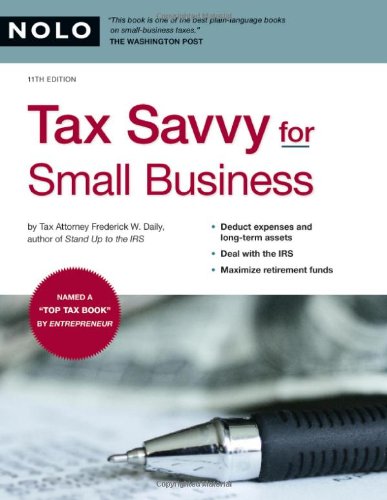 NOLO
"This book is one of the best plain-language books
on small-business taxes."
THE WASHINGTON POST
11TH EDITION
Tax Savvy for
Small Business
by Tax Attorney Frederick W. Daily,
author of Stand Up to the IRS
• Deduct expenses and
long-term assets
• Deal with the IRS
• Maximize retirement funds
NAMED A
"TOP TAX BOOK"
BY ENTREPRENEUR